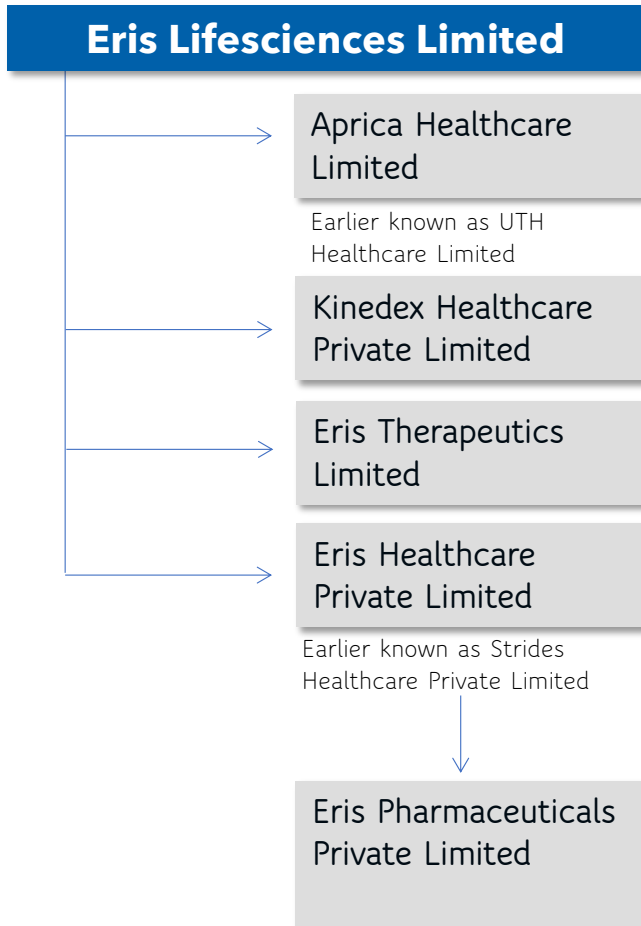 Eris Lifesciences Limited
Aprica Healthcare
Limited
Earlier known as UTH
Healthcare Limited
Kinedex Healthcare
Private Limited
Eris Therapeutics
Limited
Eris Healthcare
Private Limited
Earlier known as Strides
Healthcare Private Limited
Eris Pharmaceuticals
Private Limited